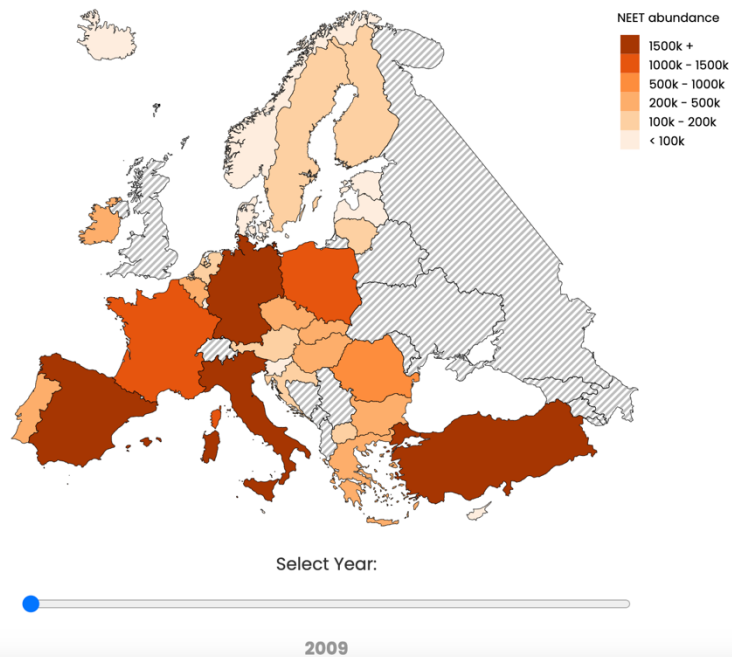 NEET abundance
1500k +
1000k - 1500k
500k - 1000k
200k - 500k
100k - 200k
< 100k
Select Year:
2009